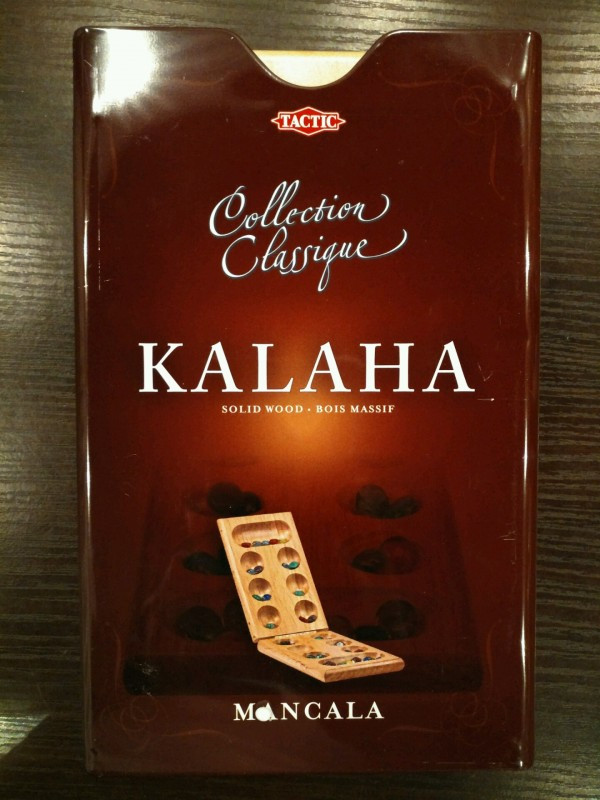 TACTIC
Collection
Classique
KALAHA
SOLID WOOD • BOIS MASSIF
MANCALA